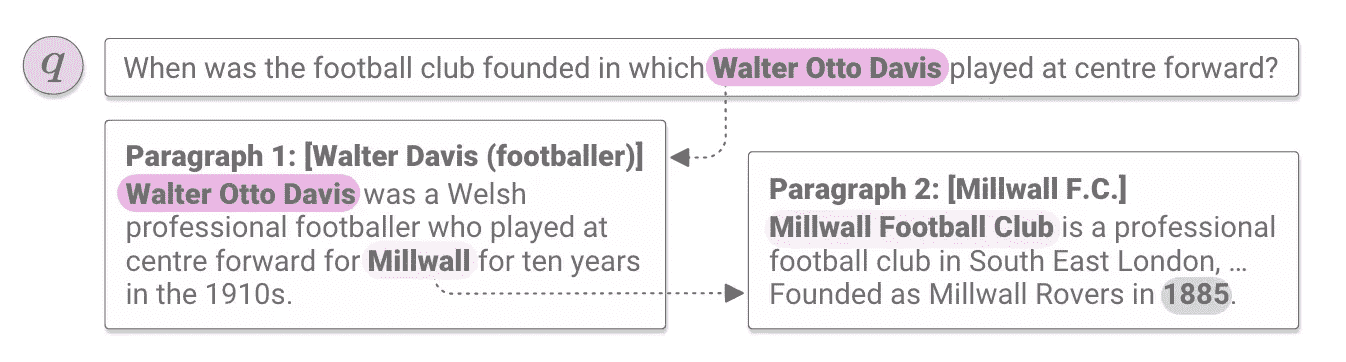 q
When was the football club founded in which Walter Otto Davis played at centre forward?
Paragraph 1: [Walter Davis (footballer)]
Walter Otto Davis was a Welsh
professional footballer who played at
centre forward for Millwall for ten years
in the 1910s.
Paragraph 2: [Millwall F.C.]
Millwall Football Club is a professional
football club in South East London, ...
Founded as Millwall Rovers in 1885.